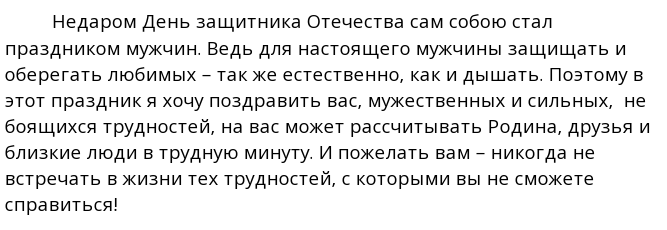 Недаром День защитника Отечества сам собою стал
праздником мужчин. Ведь для настоящего мужчины защищать и
оберегать любимых – так же естественно, как и дышать. Поэтому в
этот праздник я хочу поздравить вас, мужественных и сильных,  не
боящихся трудностей, на вас может рассчитывать Родина, друзья и
близкие люди в трудную минуту. И пожелать вам – никогда не
встречать в жизни тех трудностей, с которыми вы не сможете
справиться!